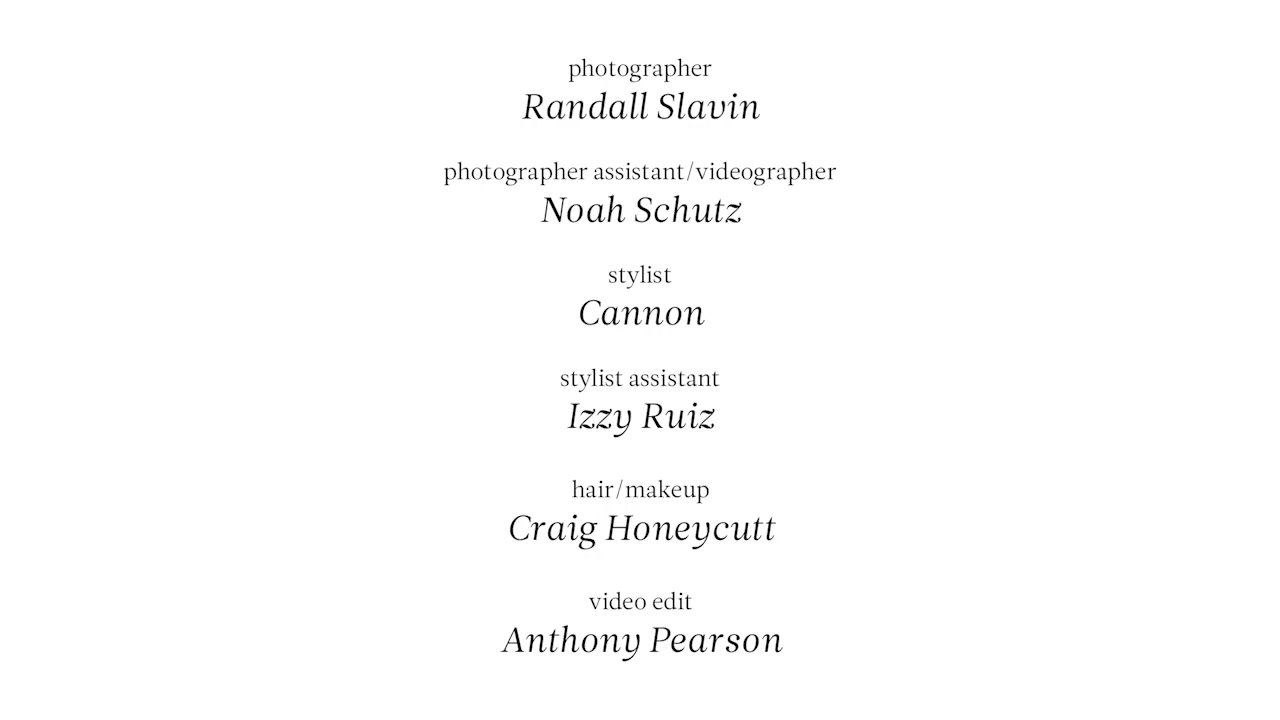 photographer
Randall Slavin
photographer assistant/videographer
Noah Schutz
stylist
Cannon
stylist assistant
Izzy Ruiz
hair/makeup
Craig Honeycutt
video edit
Anthony Pearson